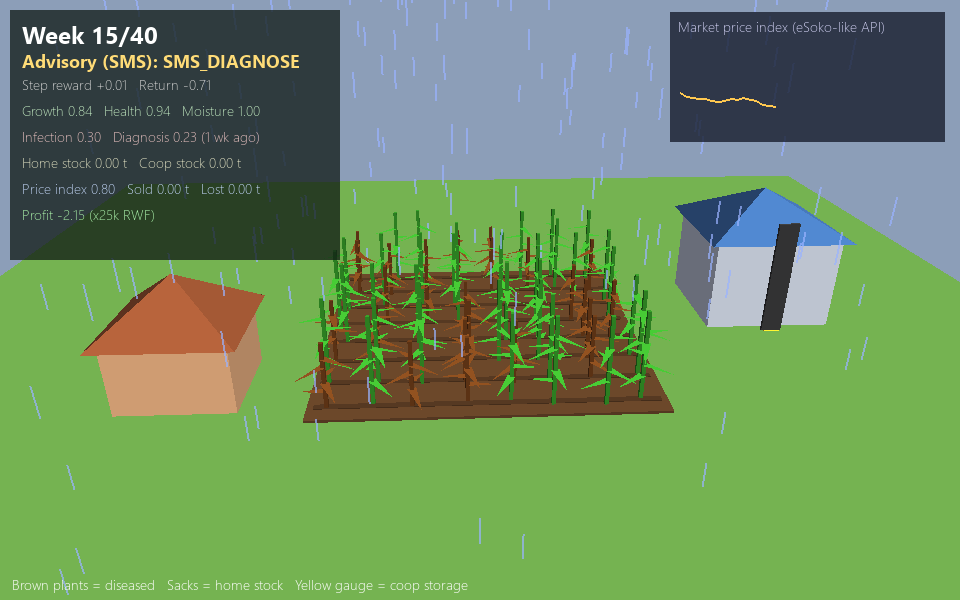 Week 15/40
Advisory (SMS): SMS_DIAGNOSE
Step reward +0.01 Return -0.71
Growth 0.84 Health 0.94 Moisture 1.00
Infection 0.30 Diagnosis 0.23 (1 wk ago)
Home stock 0.00 t Coop stock 0.00 t
Price index 0.80 Sold 0.00 t Lost 0.00 t
Profit -2.15 (x25k RWF)
Market price index (eSoko-like API)
Brown plants = diseased Sacks = home stock Yellow gauge = coop storage